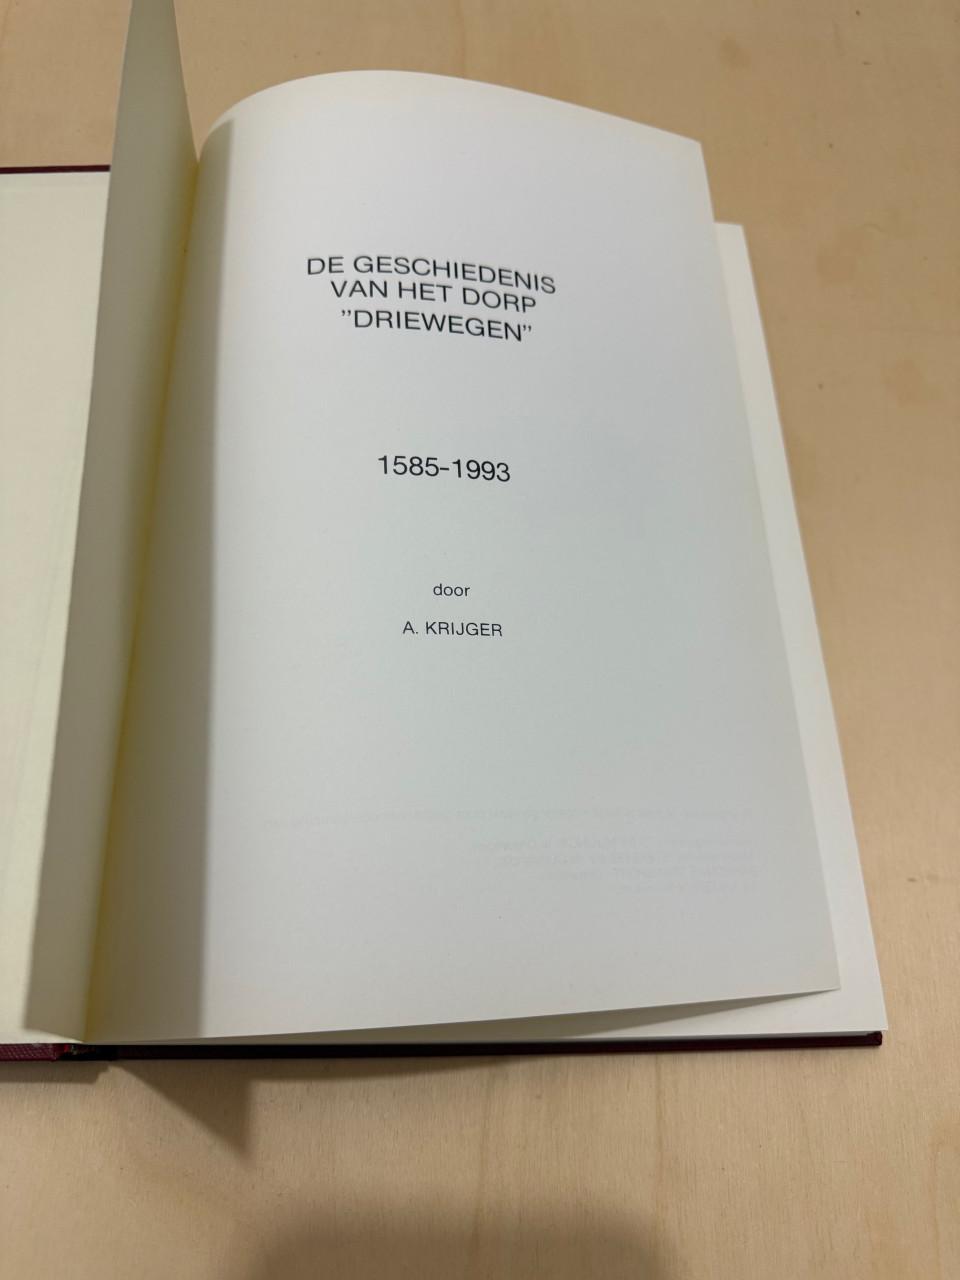 DE GESCHIEDENIS
VAN HET DORP
”DRIEWEGEN”
1585-1993
door
A. KRIJGER